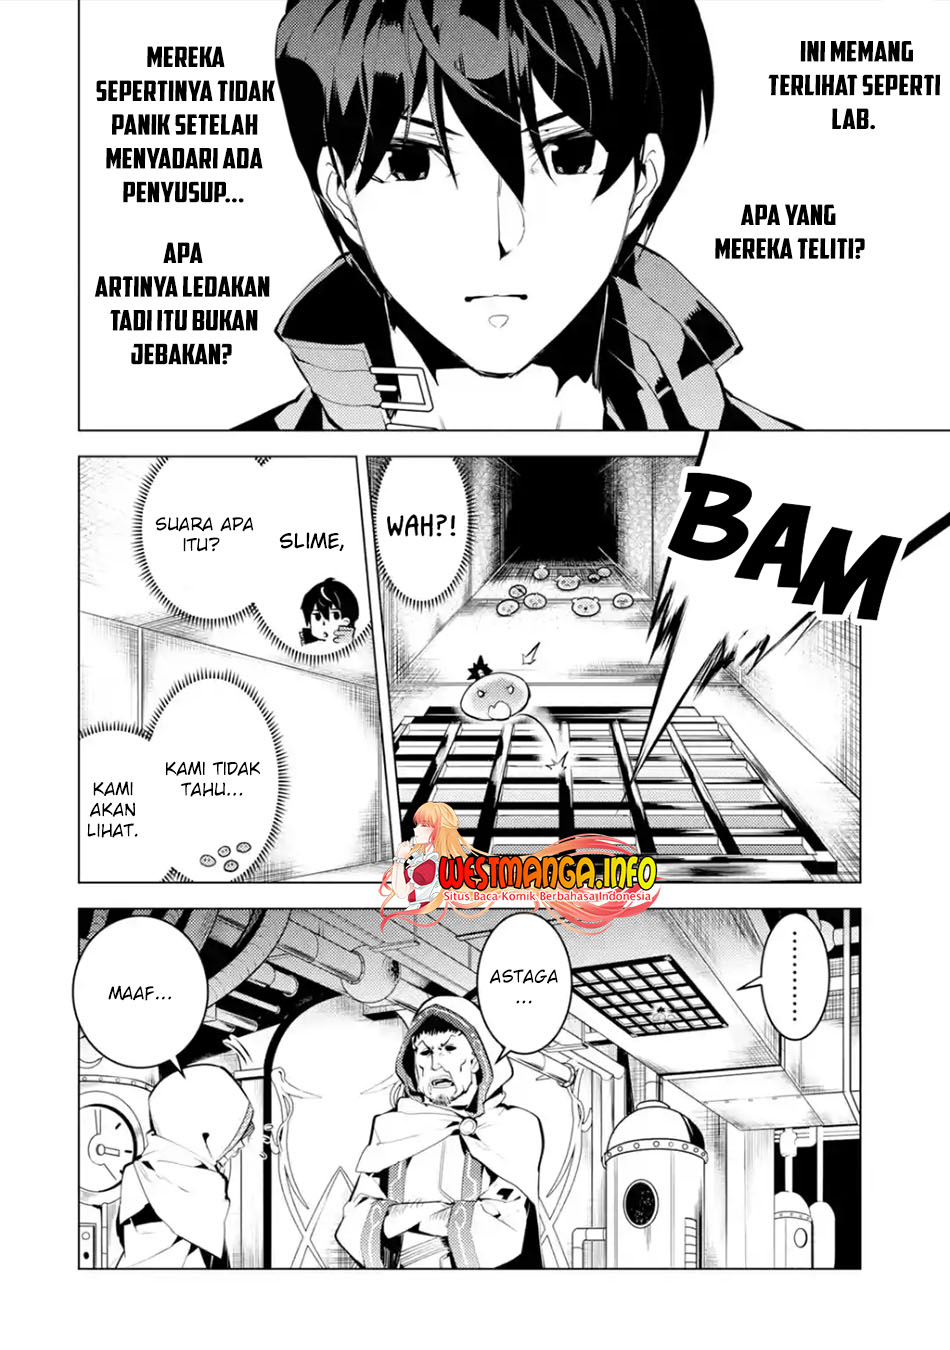 INI MEMANG
TERLIHAT SEPERTI
LAB.
APA YANG
MEREKA TELITI?
MEREKA
SEPERTINYA TIDAK
PANIK SETELAH
MENYADARI ADA
PENYUSUP...
APA
ARTINYA LEDAKAN
TADI ITU BUKAN
JEBAKAN?
BAM
WAH?!
SLIME,
SUARA APA
ITU?
KAMI TIDAK
TAHU...
KAMI
AKAN
LIHAT.
WESTMANGA.INFO
Situs Baca Komik Berbahasa Indonesia
.........
ASTAGA
...
MAAF...